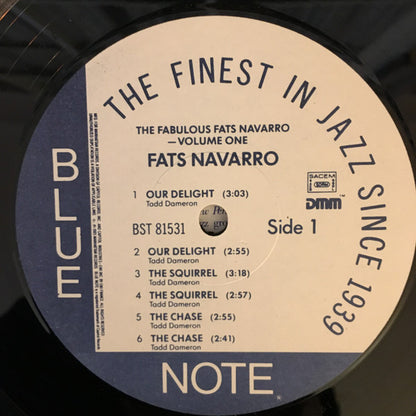 THE FINEST IN JAZZ SINCE 1939
THE FABULOUS FATS NAVARRO
—VOLUME ONE
FATS NAVARRO
1 OUR DELIGHT (3:03)
Tadd Dameron
SACEM
DMM™
BST 81531
Side 1
2 OUR DELIGHT (2:55)
Tadd Dameron
3 THE SQUIRREL (3:18)
Tadd Dameron
4 THE SQUIRREL (2:57)
Tadd Dameron
5 THE CHASE (2:55)
Tadd Dameron
6 THE CHASE (2:41)
Tadd Dameron
BLUE
NOTE